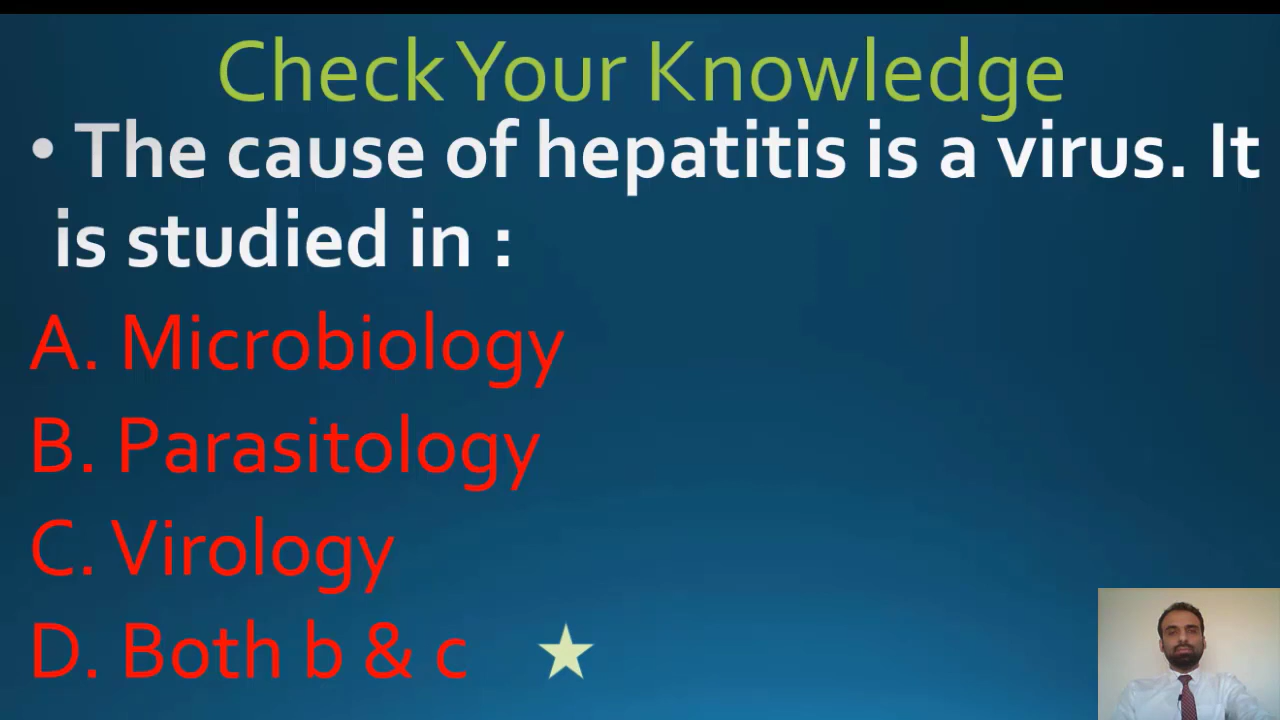 Check Your Knowledge
• The cause of hepatitis is a virus. It
is studied in :
A. Microbiology
B. Parasitology
C. Virology
D. Both b & c